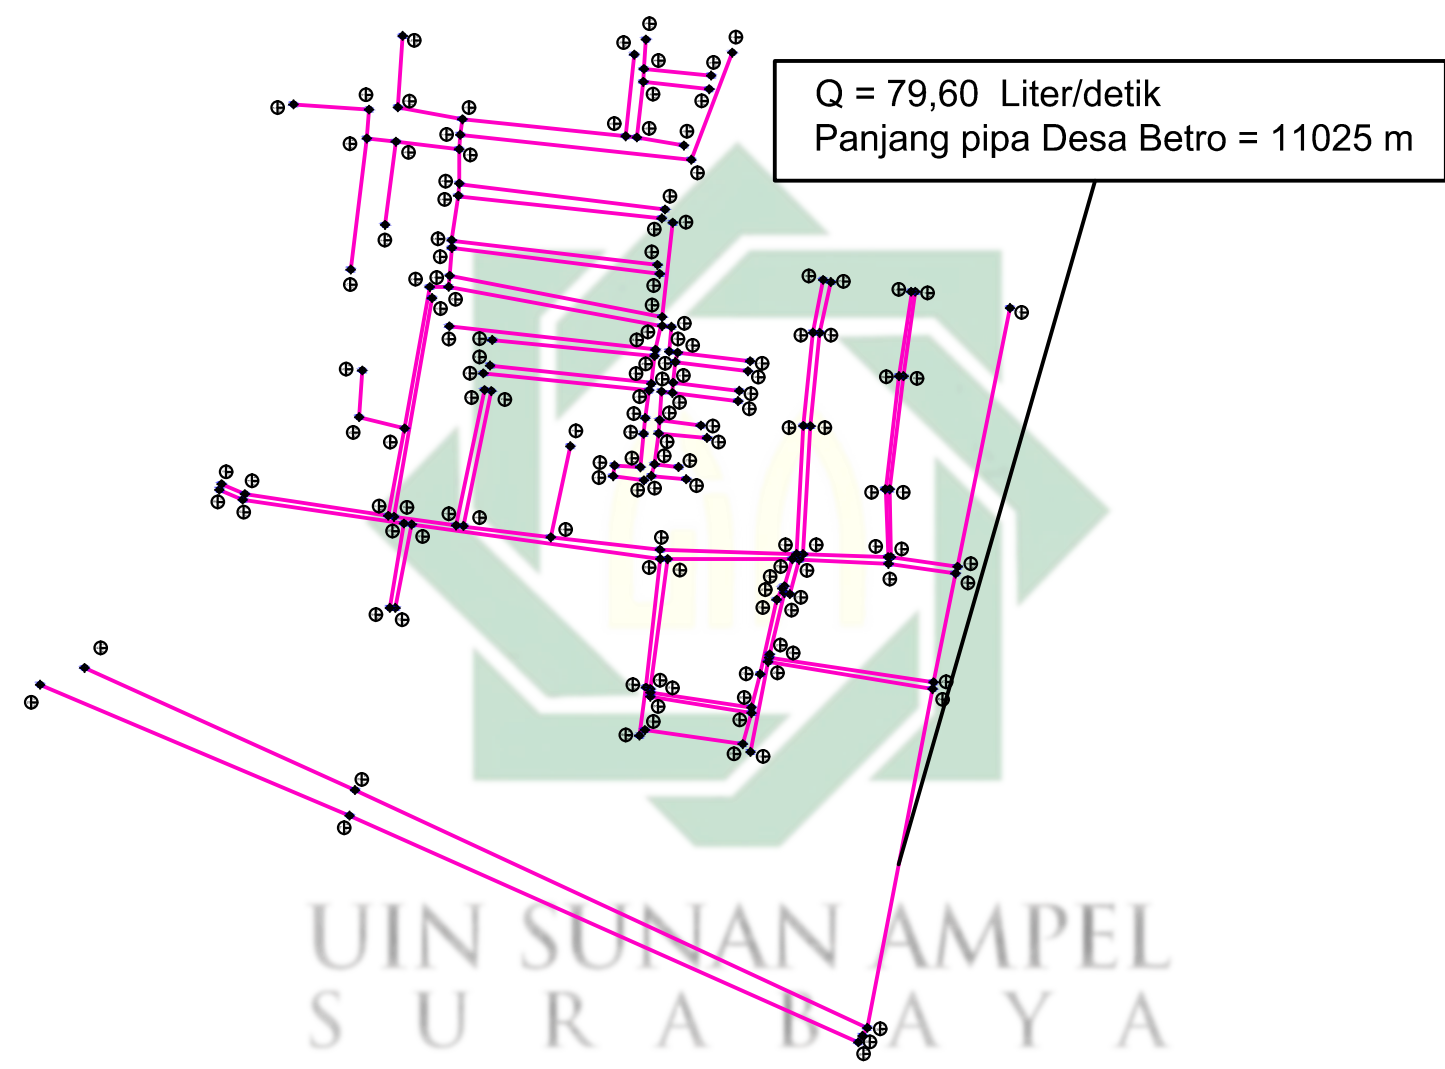 Q = 79,60 Liter/detik
Panjang pipa Desa Betro = 11025 m
UIN SUNAN AMPEL
S U R A B A Y A